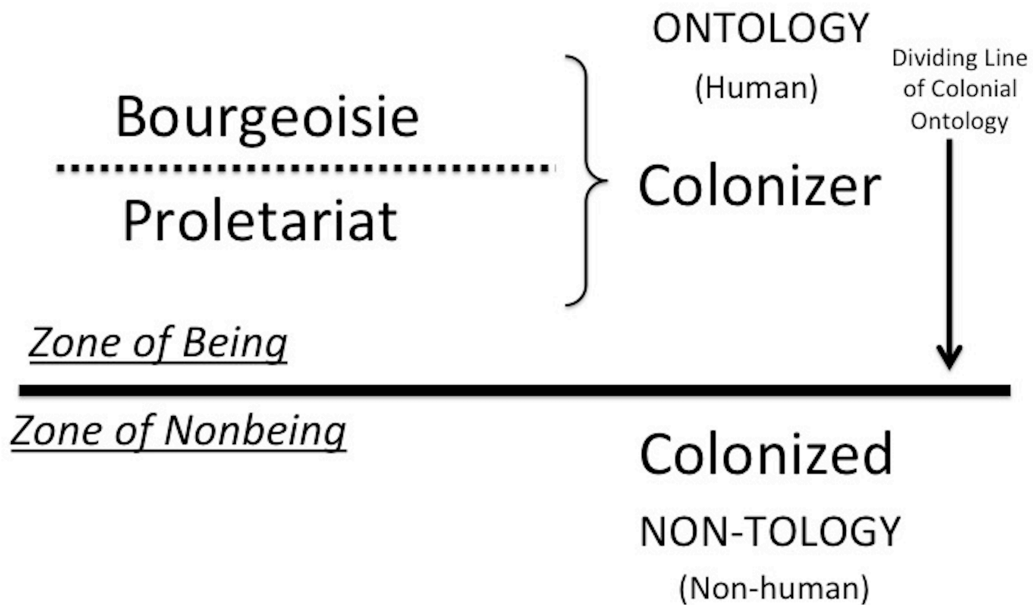 ONTOLOGY
(Human)
Dividing Line
of Colonial
Ontology
Bourgeoisie
Proletariat
Colonizer
Zone of Being
Zone of Nonbeing
Colonized
NON-TOLOGY
(Non-human)